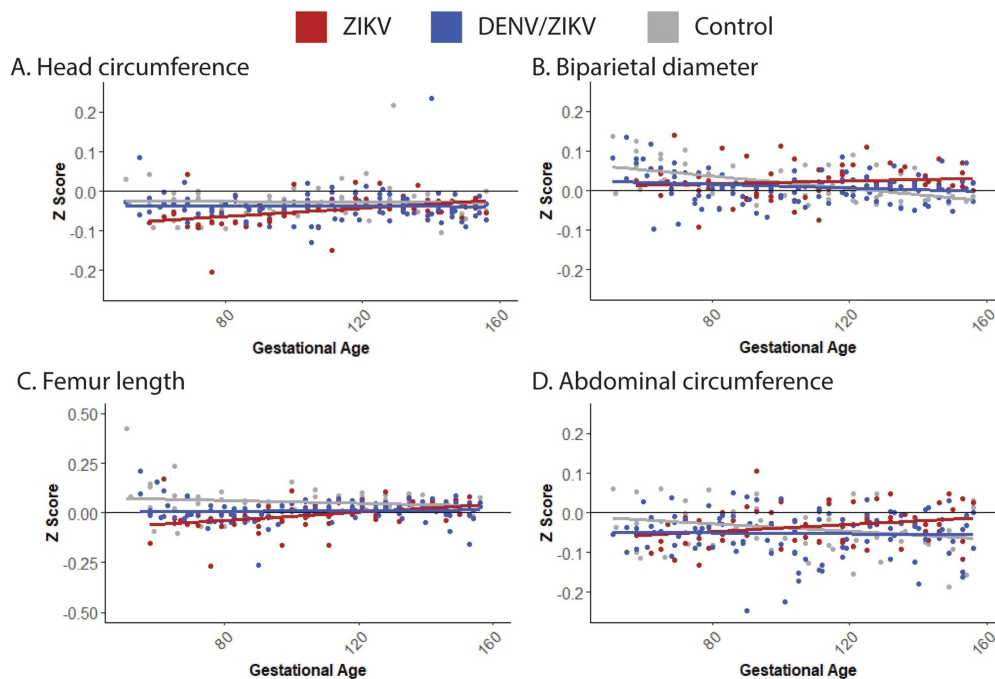 ZIKV DENV/ZIKV Control
A. Head circumference
0.2
0.1
0.0
-0.1
-0.2
Z Score
80 120 160
Gestational Age
B. Biparietal diameter
0.2
0.1
0.0
-0.1
-0.2
Z Score
80 120 160
Gestational Age
C. Femur length
0.50
0.25
0.00
-0.25
-0.50
Z Score
80 120 160
Gestational Age
D. Abdominal circumference
0.2
0.1
0.0
-0.1
-0.2
Z Score
80 120 160
Gestational Age